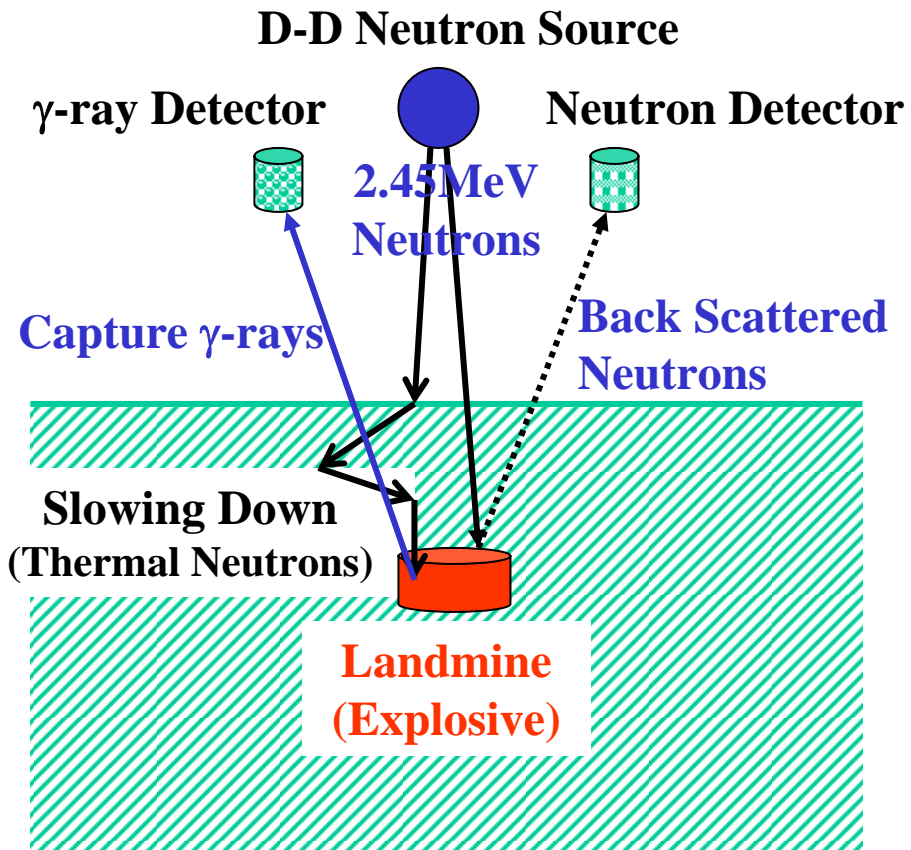 D-D Neutron Source
γ-ray Detector
Neutron Detector
2.45MeV
Neutrons
Capture γ-rays
Back Scattered
Neutrons
Slowing Down
(Thermal Neutrons)
Landmine
(Explosive)